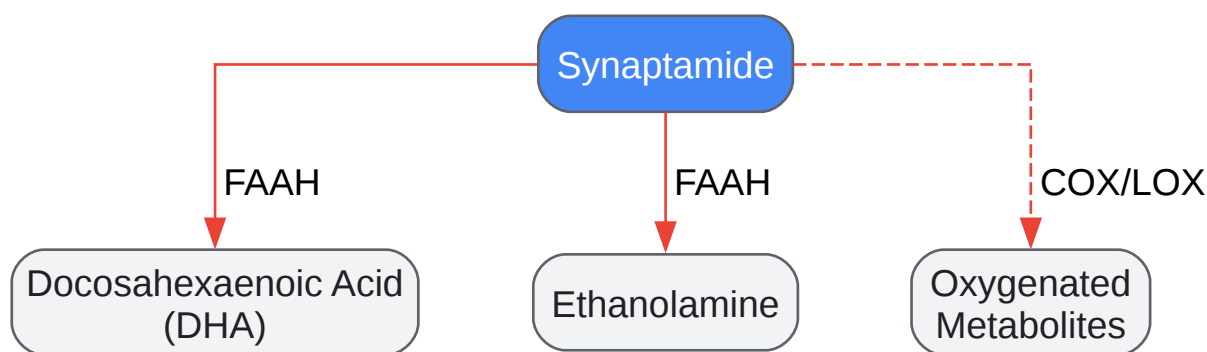 Synaptamide
FAAH
FAAH
COX/LOX
Docosahexaenoic Acid
(DHA)
Ethanolamine
Oxygenated
Metabolites